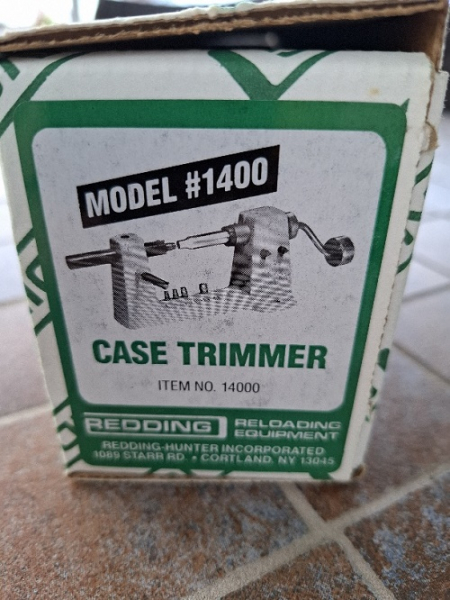 MODEL #1400
CASE TRIMMER
ITEM NO. 14000
REDDING RELOADING
EQUIPMENT
REDDING-HUNTER INCORPORATED
1089 STARR RD • CORTLAND, NY 13045